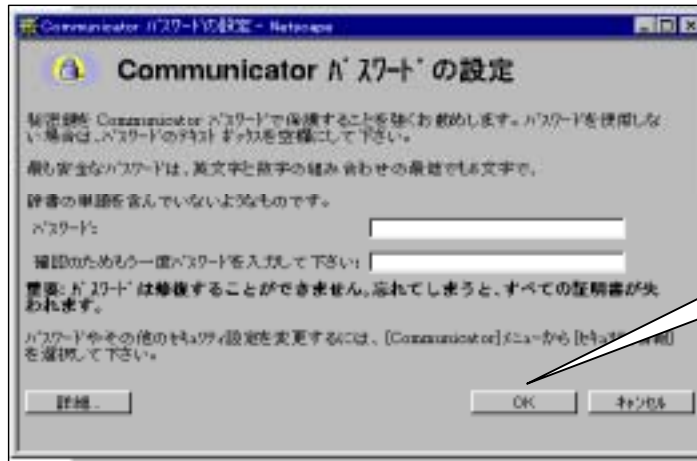 Communicator パスワードの設定 - Netscape
Communicator パスワードの設定
秘密鍵を Communicator パスワードで保護することを強くお勧めします。パスワードを使用しな
い場合は、パスワードのテキスト ボックスを空欄にして下さい。
最も安全なパスワードは、英文字と数字の組み合わせの最低でも8文字で、
辞書の単語を含んでいないようなものです。
パスワード:
確認のためもう一度パスワードを入力して下さい:
重要: パスワードは修復することができません。忘れてしまうと、すべての証明書が失
われます。
パスワードやその他のセキュリティ設定を変更するには、[Communicator]メニューから[セキュリティ情報]
を選択して下さい。
詳細...
OK
キャンセル